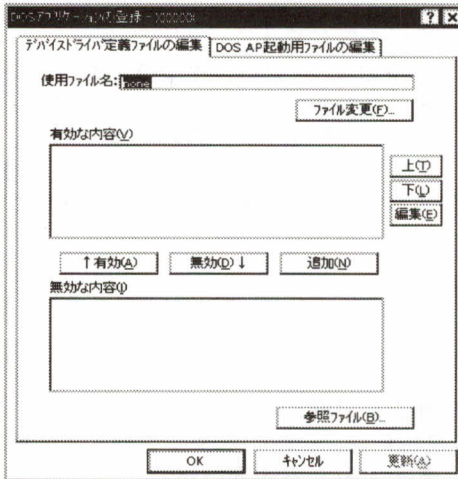 DOSアプリケーションの登録 - XXXXXX
デバイスドライバ定義ファイルの編集
DOS AP起動用ファイルの編集
使用ファイル名: none
ファイル変更(F)...
有効な内容(V)
上(T)
下(L)
編集(E)
↑有効(A)
無効(D)↓
追加(N)
無効な内容(I)
参照ファイル(B)...
OK
キャンセル
更新(A)